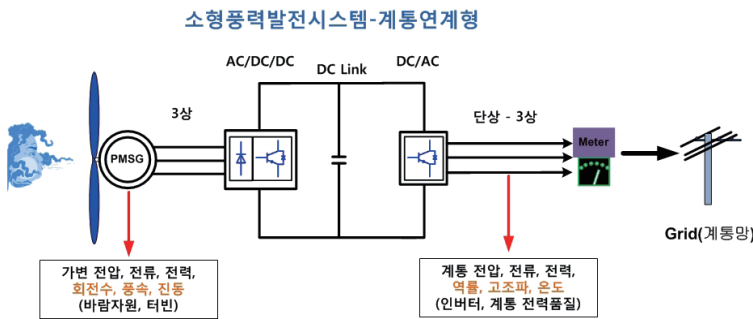 소형풍력발전시스템-계통연계형
AC/DC/DC
DC Link
DC/AC
3상
단상 - 3상
PMSG
Meter
Grid(계통망)
가변 전압, 전류, 전력,
회전수, 풍속, 진동
(바람자원, 터빈)
계통 전압, 전류, 전력,
역률, 고조파, 온도
(인버터, 계통 전력품질)